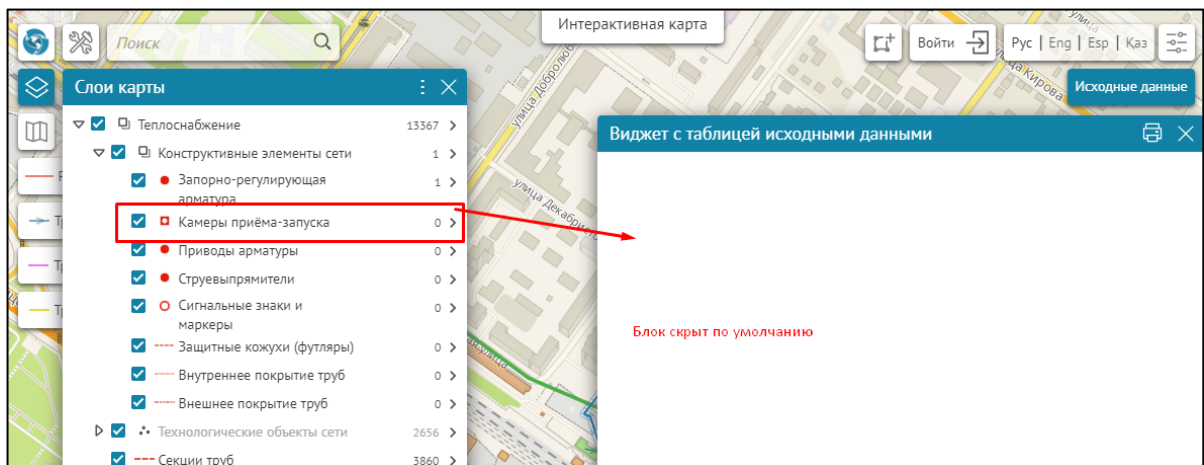 Интерактивная карта
Поиск
Войти
Рус | Eng | Esp | Қаз
Исходные данные
улица Кирова
улица
Слои карты
Теплоснабжение 13367
Конструктивные элементы сети 1
Запорно-регулирующая 1
арматура
Камеры приёма-запуска 0
Приводы арматуры 0
Струевыпрямители 0
Сигнальные знаки и 0
маркеры
Защитные кожухи (футляры) 0
Внутреннее покрытие труб 0
Внешнее покрытие труб 0
Технологические объекты сети 2656
Секции труб 3860
улица Добролюбо
улица Декабрис
Виджет с таблицей исходными данными
Блок скрыт по умолчанию